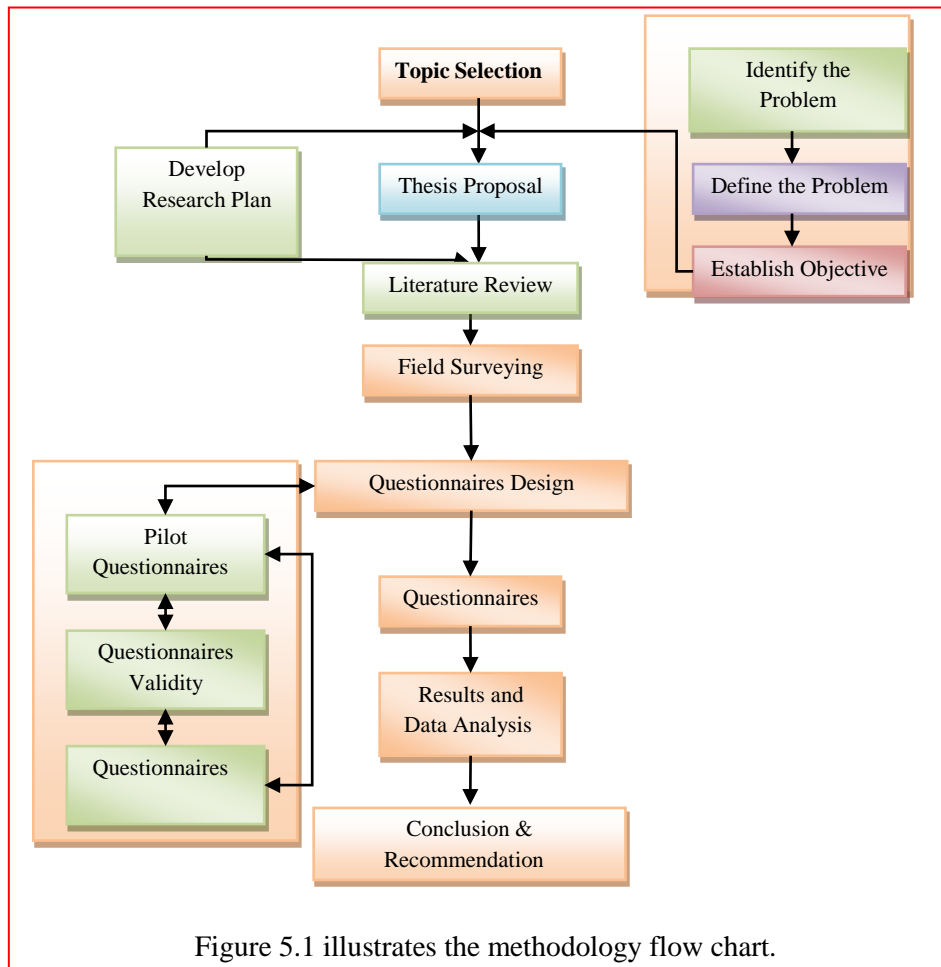 Topic Selection
Identify the
Problem
Develop
Research Plan
Thesis Proposal
Define the Problem
Establish Objective
Literature Review
Field Surveying
Questionnaires Design
Pilot
Questionnaires
Questionnaires
Questionnaires
Validity
Results and
Data Analysis
Questionnaires
Conclusion &
Recommendation
Figure 5.1 illustrates the methodology flow chart.